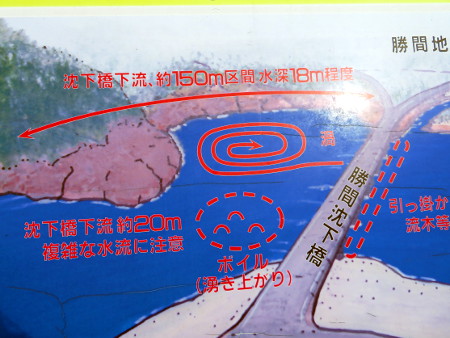 勝間地
沈下橋下流、約150m区間 水深18m程度
渦
勝間沈下橋
引っ掛か
流木等
沈下橋下流 約20m
複雑な水流に注意
ボイル
(湧き上がり)